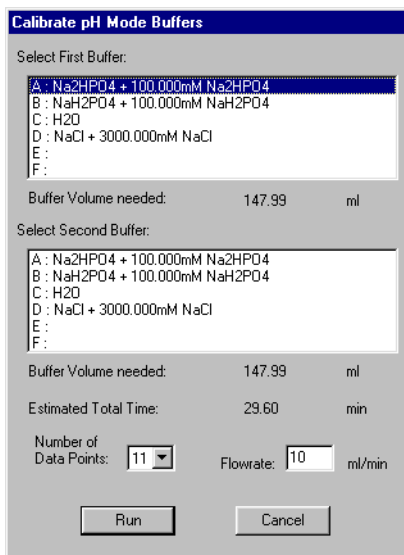 Calibrate pH Mode Buffers
Select First Buffer:
A : Na2HPO4 + 100.000mM Na2HPO4
B : NaH2PO4 + 100.000mM NaH2PO4
C : H2O
D : NaCl + 3000.000mM NaCl
E :
F :
Buffer Volume needed: 147.99 ml
Select Second Buffer:
A : Na2HPO4 + 100.000mM Na2HPO4
B : NaH2PO4 + 100.000mM NaH2PO4
C : H2O
D : NaCl + 3000.000mM NaCl
E :
F :
Buffer Volume needed: 147.99 ml
Estimated Total Time: 29.60 min
Number of
Data Points: 11 Flowrate: 10 ml/min
Run Cancel